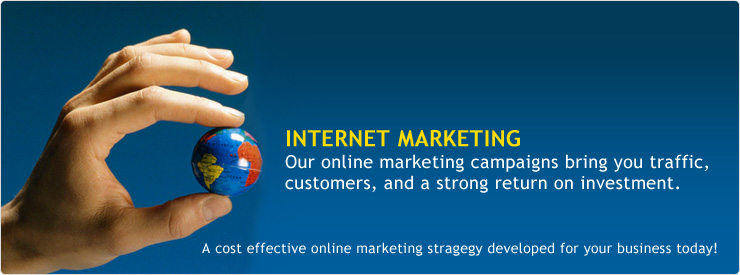 INTERNET MARKETING
Our online marketing campaigns bring you traffic,
customers, and a strong return on investment.
A cost effective online marketing stragegy developed for your business today!